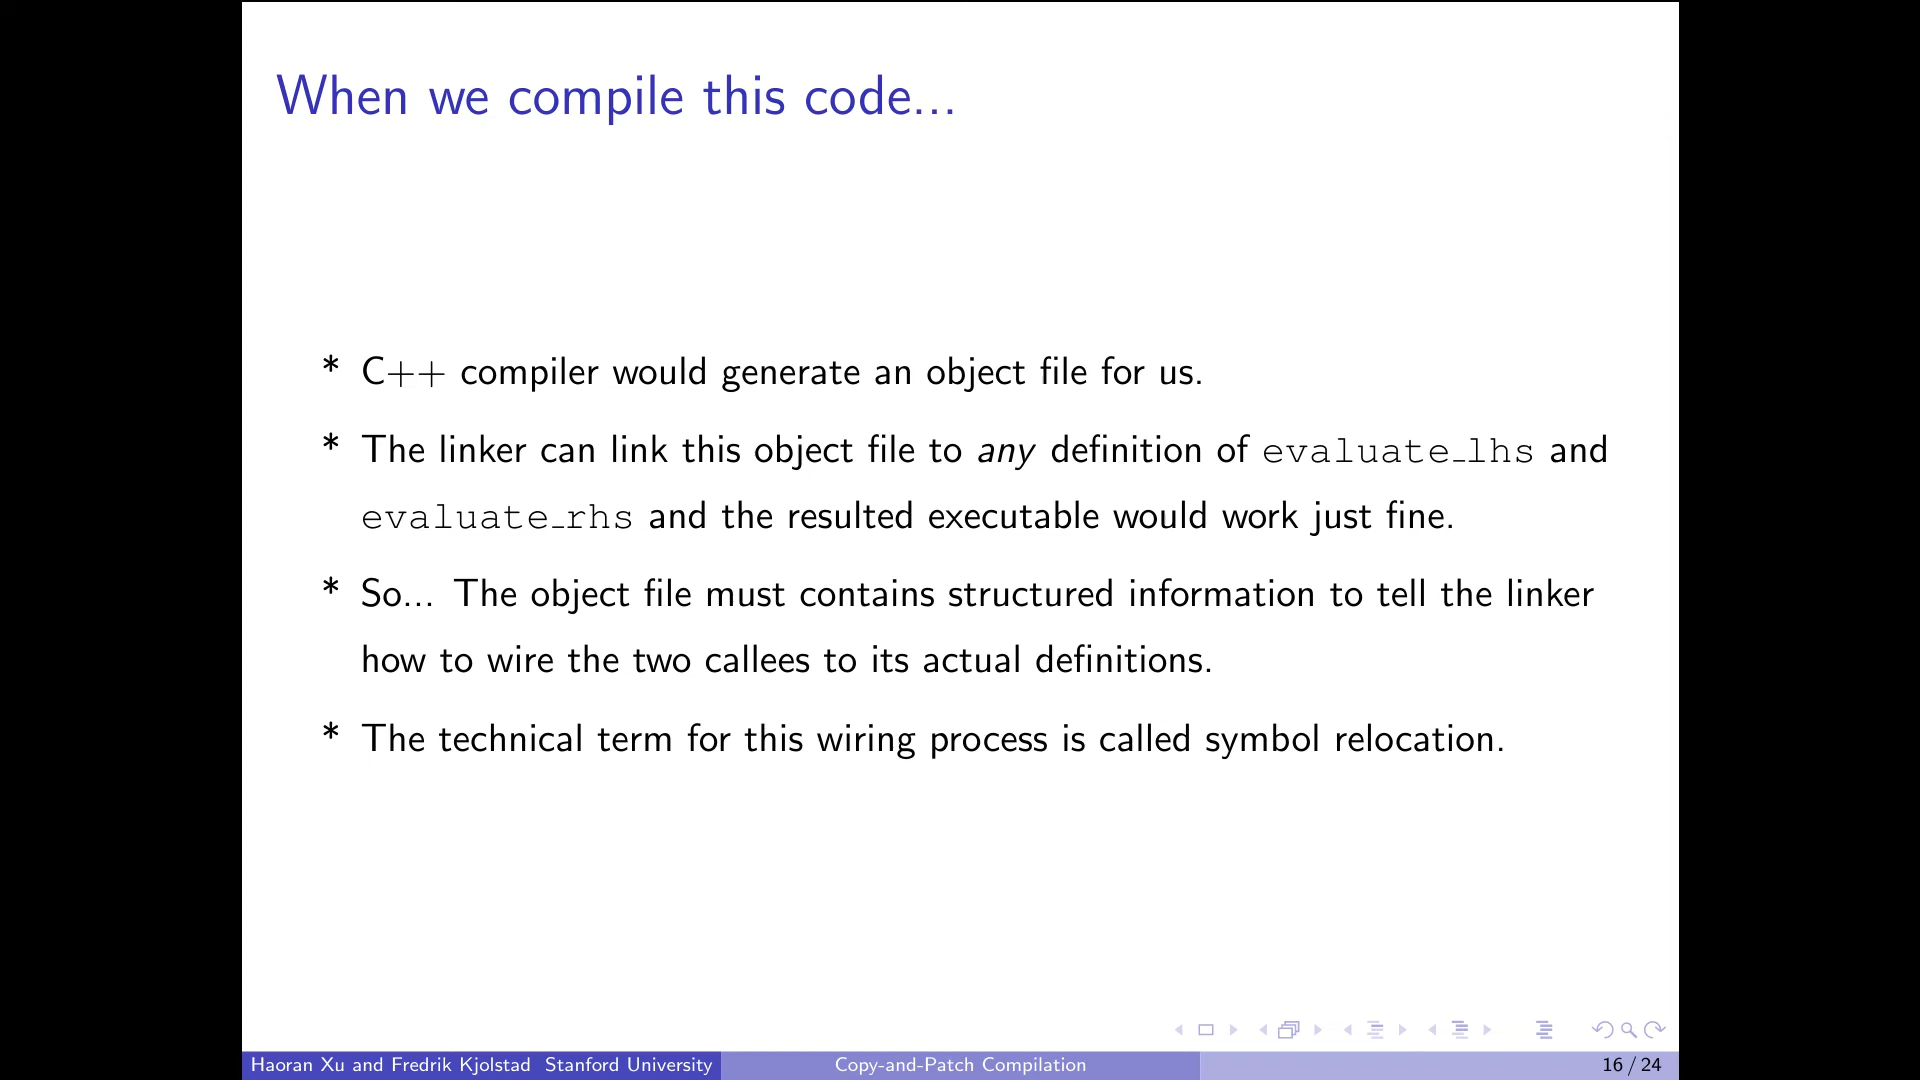 When we compile this code...
* C++ compiler would generate an object file for us.
* The linker can link this object file to any definition of evaluate_lhs and
evaluate_rhs and the resulted executable would work just fine.
* So... The object file must contains structured information to tell the linker
how to wire the two callees to its actual definitions.
* The technical term for this wiring process is called symbol relocation.
Haoran Xu and Fredrik Kjolstad Stanford University
Copy-and-Patch Compilation
16 / 24